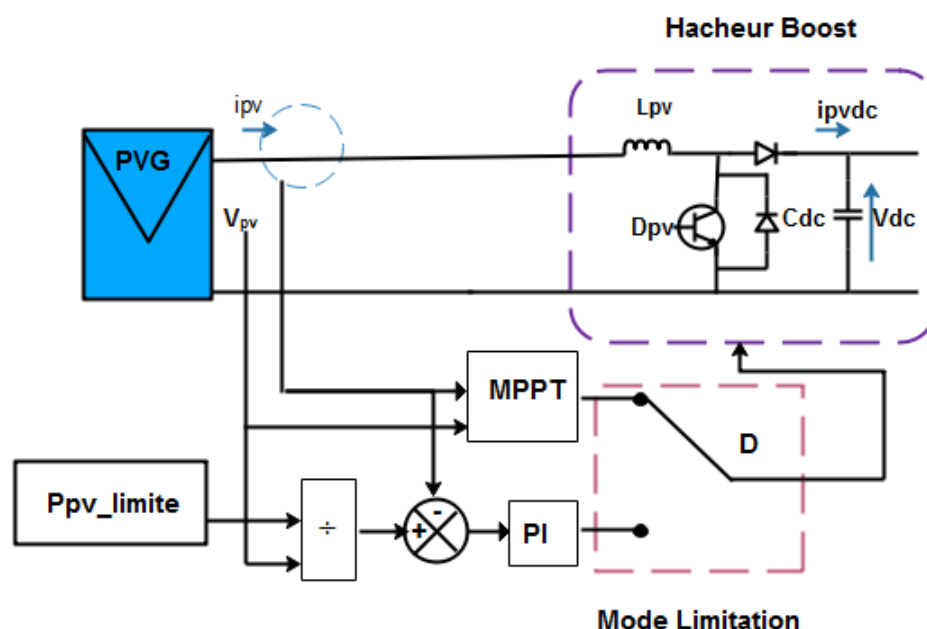 Hacheur Boost
ipv
Lpv
ipvdc
PVG
Vpv
Dpv
Cdc
Vdc
MPPT
D
Ppv_limite
÷
+
-
PI
Mode Limitation